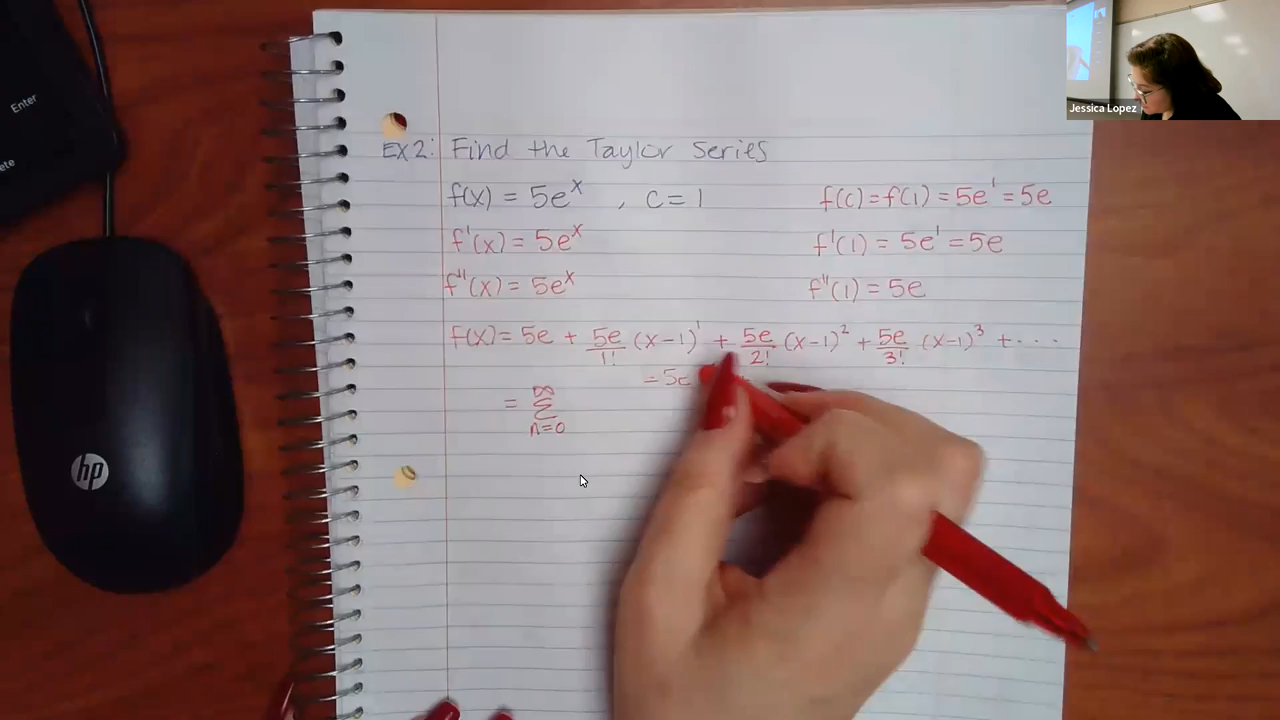 Enter
Jessica Lopez
EX2: Find the Taylor Series
f(x) = 5e^x , c = 1
f(c) = f(1) = 5e^1 = 5e
f'(x) = 5e^x
f'(1) = 5e^1 = 5e
f"(x) = 5e^x
f"(1) = 5e
f(x) = 5e + 5e/1! (x-1)^1 + 5e/2! (x-1)^2 + 5e/3! (x-1)^3 + ...
= 5e
= ∞ Σ n=0
hp